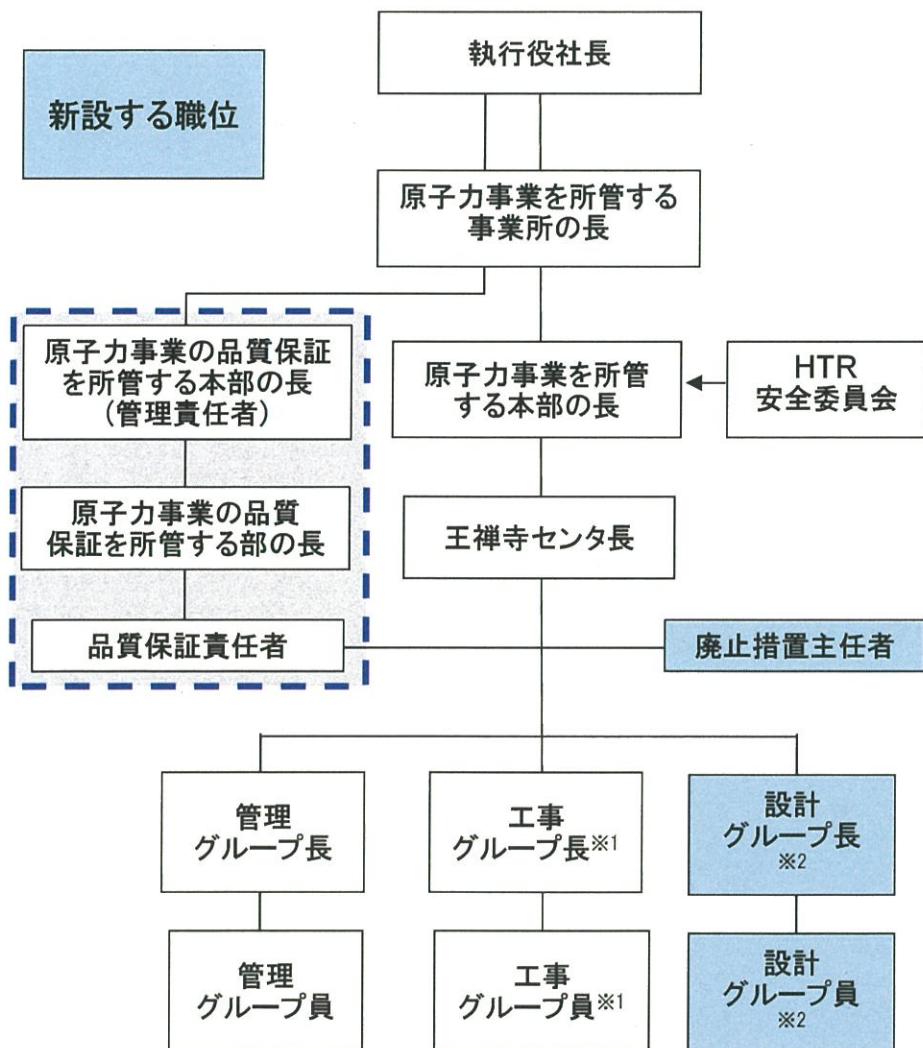 執行役社長
新設する職位
原子力事業を所管する
事業所の長
原子力事業の品質保証
を所管する本部の長
（管理責任者）
原子力事業を所管
する本部の長
HTR
安全委員会
原子力事業の品質
保証を所管する部の長
王禅寺センタ長
品質保証責任者
廃止措置主任者
管理
グループ長
工事
グループ長※1
設計
グループ長
※2
管理
グループ員
工事
グループ員※1
設計
グループ員
※2